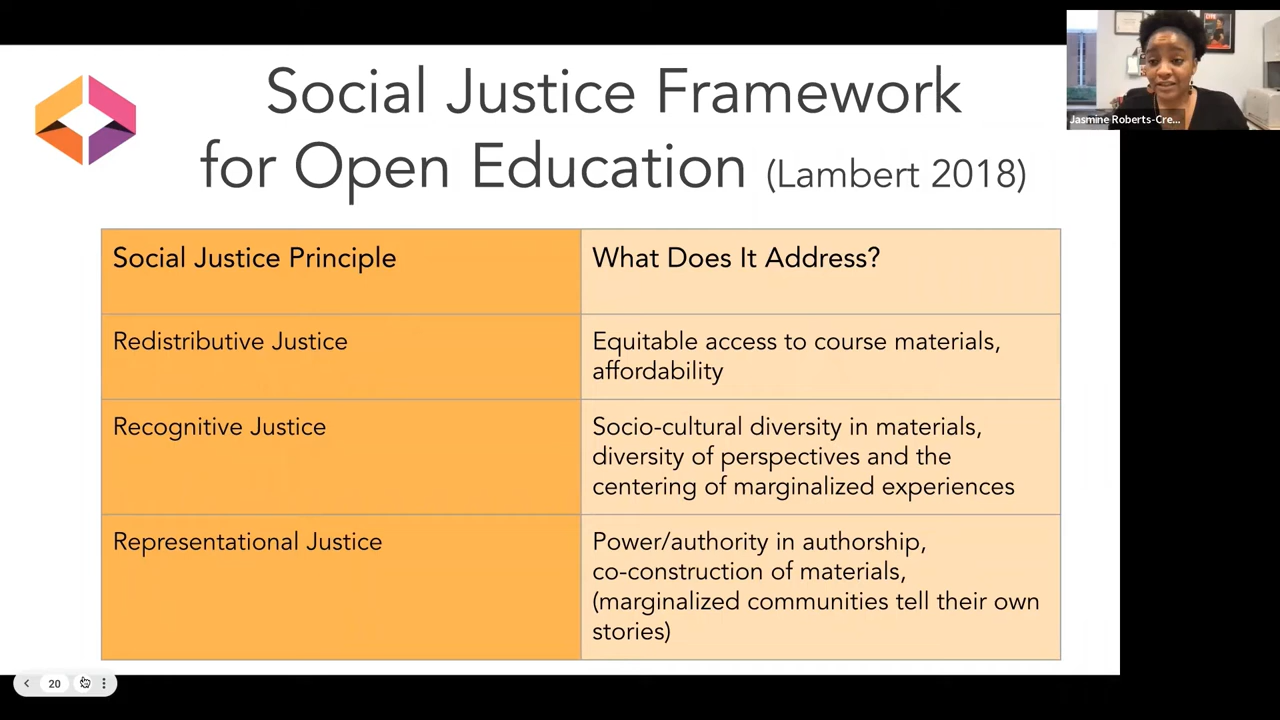 Social Justice Framework
for Open Education (Lambert 2018)
Jasmine Roberts-Cre...
Social Justice Principle
What Does It Address?
Redistributive Justice
Equitable access to course materials,
affordability
Recognitive Justice
Socio-cultural diversity in materials,
diversity of perspectives and the
centering of marginalized experiences
Representational Justice
Power/authority in authorship,
co-construction of materials,
(marginalized communities tell their own
stories)
20